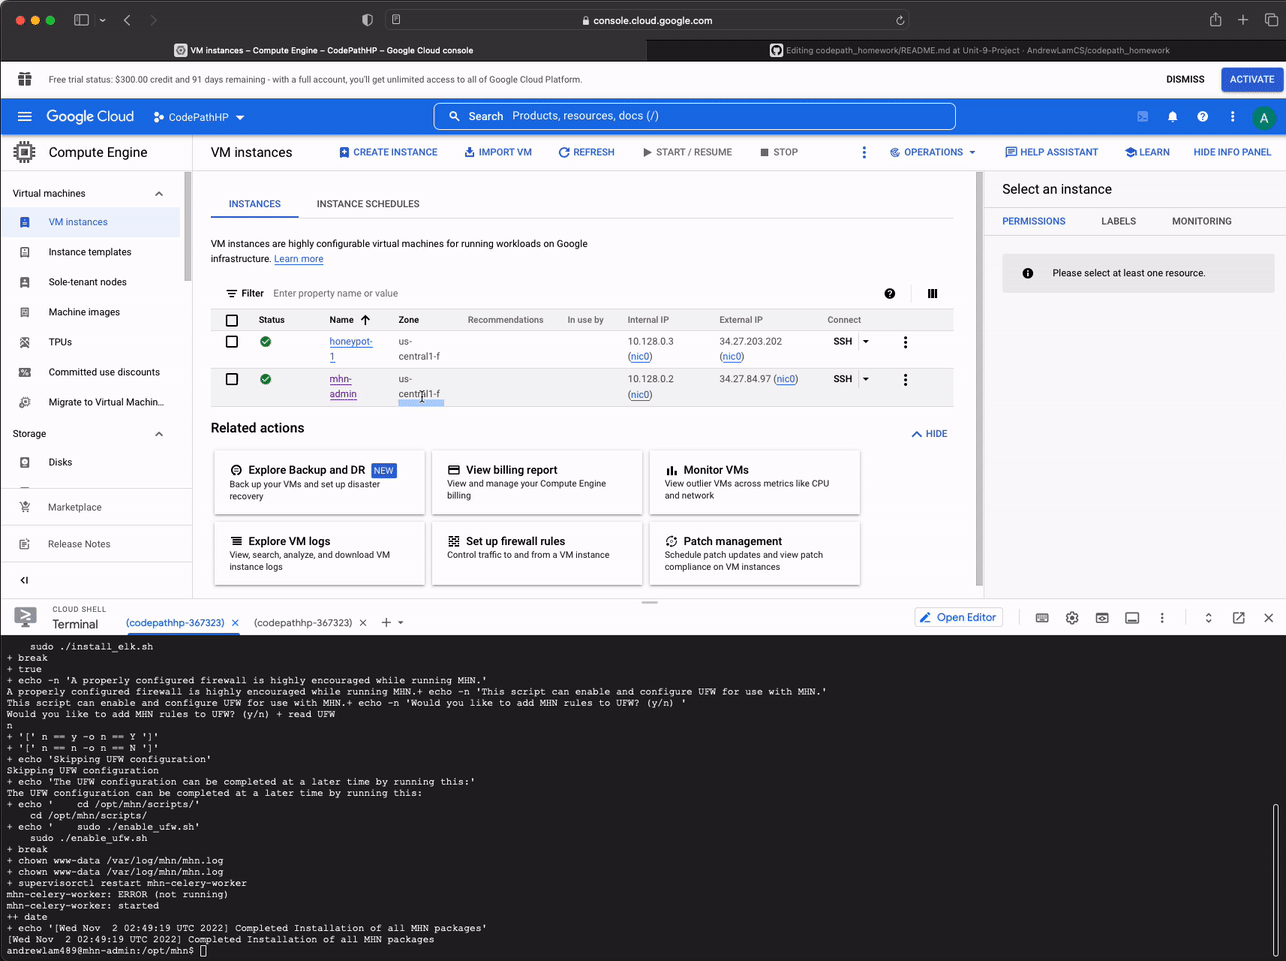 console.cloud.google.com
VM instances – Compute Engine – CodePathHP – Google Cloud console
Editing codepath_homework/README.md at Unit-9-Project · AndrewLamCS/codepath_homework
Free trial status: $300.00 credit and 91 days remaining - with a full account, you'll get unlimited access to all of Google Cloud Platform.
DISMISS
ACTIVATE
Google Cloud
CodePathHP
Search Products, resources, docs (/)
A
Compute Engine
VM instances
CREATE INSTANCE
IMPORT VM
REFRESH
START / RESUME
STOP
OPERATIONS
HELP ASSISTANT
LEARN
HIDE INFO PANEL
Virtual machines
VM instances
Instance templates
Sole-tenant nodes
Machine images
TPUs
Committed use discounts
Migrate to Virtual Machin...
Storage
Disks
Marketplace
Release Notes
INSTANCES
INSTANCE SCHEDULES
VM instances are highly configurable virtual machines for running workloads on Google
infrastructure. Learn more
Filter Enter property name or value
Status Name Zone Recommendations In use by Internal IP External IP Connect
honeypot- us- 10.128.0.3 34.27.203.202 SSH
1 central1-f (nic0) (nic0)
mhn- us- 10.128.0.2 34.27.84.97 (nic0) SSH
admin central1-f (nic0)
Related actions
HIDE
Explore Backup and DR NEW
Back up your VMs and set up disaster
recovery
View billing report
View and manage your Compute Engine
billing
Monitor VMs
View outlier VMs across metrics like CPU
and network
Explore VM logs
View, search, analyze, and download VM
instance logs
Set up firewall rules
Control traffic to and from a VM instance
Patch management
Schedule patch updates and view patch
compliance on VM instances
Select an instance
PERMISSIONS
LABELS
MONITORING
Please select at least one resource.
CLOUD SHELL
Terminal
(codepathhp-367323)
(codepathhp-367323)
Open Editor
sudo ./install_elk.sh
+ break
+ true
+ echo -n 'A properly configured firewall is highly encouraged while running MHN.'
A properly configured firewall is highly encouraged while running MHN.+ echo -n 'This script can enable and configure UFW for use with MHN.'
This script can enable and configure UFW for use with MHN.+ echo -n 'Would you like to add MHN rules to UFW? (y/n) '
Would you like to add MHN rules to UFW? (y/n) + read UFW
n
+ '[' n == y -o n == Y ']'
+ '[' n == n -o n == N ']'
+ echo 'Skipping UFW configuration'
Skipping UFW configuration
+ echo 'The UFW configuration can be completed at a later time by running this:'
The UFW configuration can be completed at a later time by running this:
+ echo '    cd /opt/mhn/scripts/'
    cd /opt/mhn/scripts/
+ echo '    sudo ./enable_ufw.sh'
    sudo ./enable_ufw.sh
+ break
+ chown www-data /var/log/mhn/mhn.log
+ chown www-data /var/log/mhn/mhn.log
+ supervisorctl restart mhn-celery-worker
mhn-celery-worker: ERROR (not running)
mhn-celery-worker: started
++ date
+ echo '[Wed Nov  2 02:49:19 UTC 2022] Completed Installation of all MHN packages'
[Wed Nov  2 02:49:19 UTC 2022] Completed Installation of all MHN packages
andrewlam489@mhn-admin:/opt/mhn$